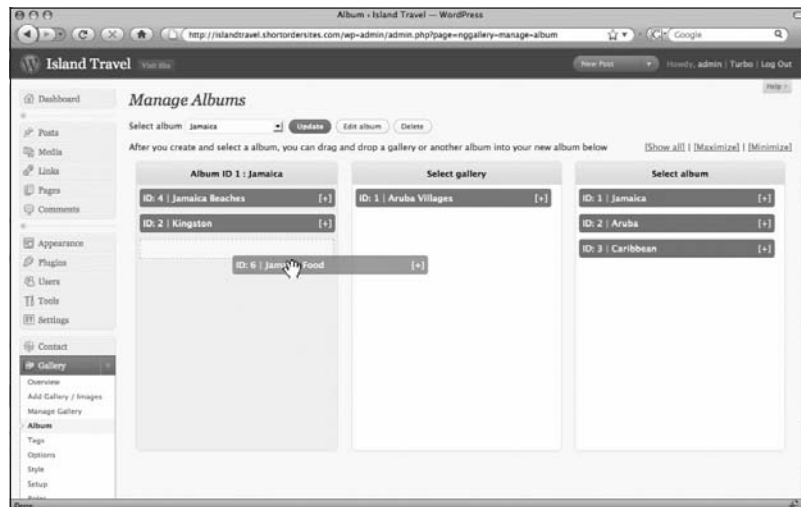 Album ‹ Island Travel — WordPress
http://islandtravel.shortordersites.com/wp-admin/admin.php?page=nggallery-manage-album
Google
Island Travel Visit Site
New Post
Howdy, admin | Turbo | Log Out
Help
Dashboard
Posts
Media
Links
Pages
Comments
Appearance
Plugins
Users
Tools
Settings
Contact
Gallery
Overview
Add Gallery / Images
Manage Gallery
Album
Tags
Options
Style
Setup
Roles
Manage Albums
Select album Jamaica Update Edit album Delete
After you create and select a album, you can drag and drop a gallery or another album into your new album below [Show all] | [Maximize] | [Minimize]
Album ID 1 : Jamaica
ID: 4 | Jamaica Beaches [+]
ID: 2 | Kingston [+]
ID: 6 | Jamaica Food [+]
Select gallery
ID: 1 | Aruba Villages [+]
Select album
ID: 1 | Jamaica [+]
ID: 2 | Aruba [+]
ID: 3 | Caribbean [+]
Done